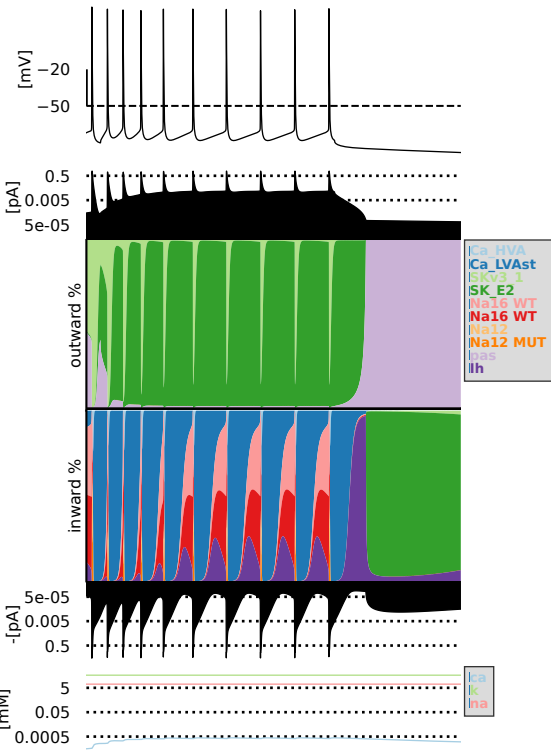 [mV]
−20
−50
[pA]
0.5
0.005
5e-05
outward %
Ca_HVA
Ca_LVAst
SKv3_1
SK_E2
Na16 WT
Na16 WT
Na12
Na12 MUT
pas
Ih
inward %
-[pA]
5e-05
0.005
0.5
[mM]
5
0.05
0.0005
ca
k
na